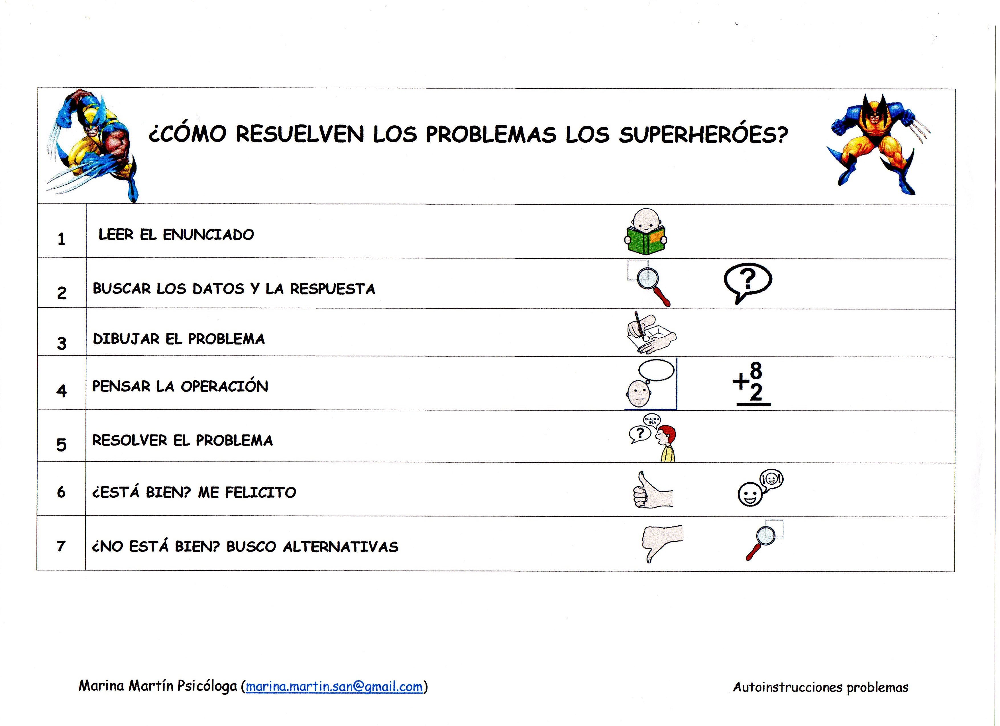 ¿CÓMO RESUELVEN LOS PROBLEMAS LOS SUPERHERÓES?
1 LEER EL ENUNCIADO
2 BUSCAR LOS DATOS Y LA RESPUESTA ?
3 DIBUJAR EL PROBLEMA
4 PENSAR LA OPERACIÓN
+8
2
5 RESOLVER EL PROBLEMA
BLA,BLA
BLA
?
6 ¿ESTÁ BIEN? ME FELICITO ¡ !
7 ¿NO ESTÁ BIEN? BUSCO ALTERNATIVAS
Marina Martín Psicóloga (marina.martin.san@gmail.com) Autoinstrucciones problemas